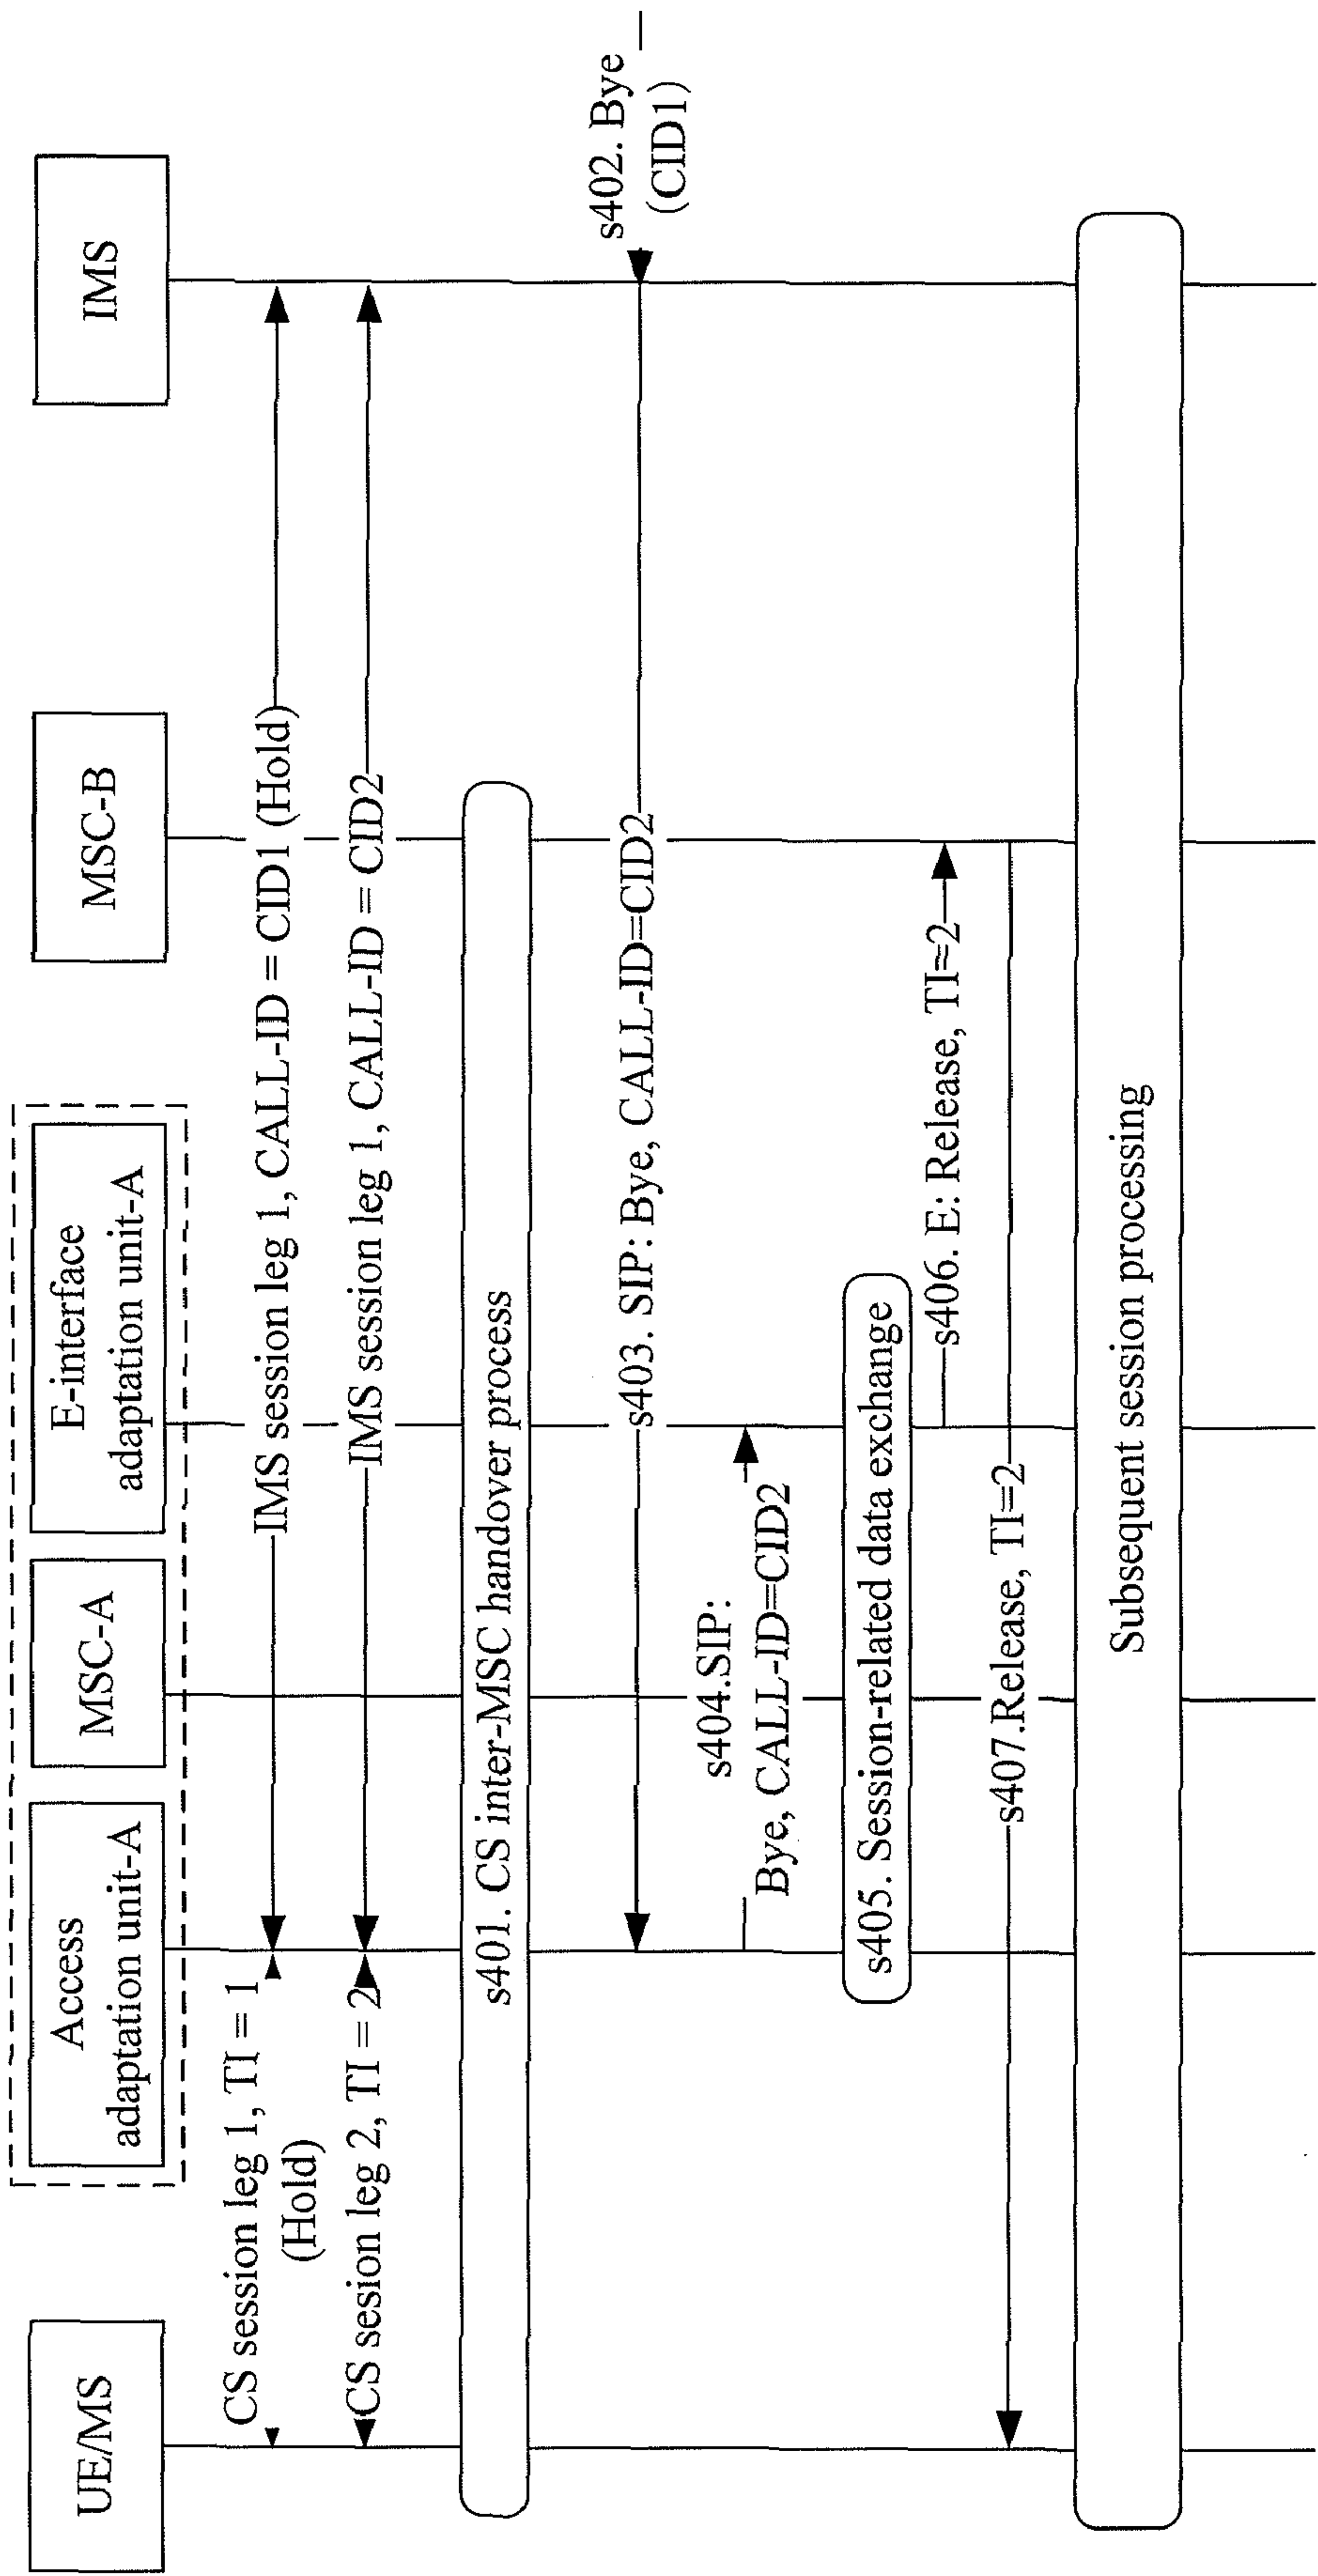 UE/MS
Access
adaptation unit-A
MSC-A
E-interface
adaptation unit-A
MSC-B
IMS
CS session leg 1, TI = 1
(Hold)
IMS session leg 1, CALL-ID = CID1 (Hold)
CS sesion leg 2, TI = 2
IMS session leg 1, CALL-ID = CID2
s401. CS inter-MSC handover process
s402. Bye
(CID1)
s403. SIP: Bye, CALL-ID=CID2
s404.SIP:
Bye, CALL-ID=CID2
s405. Session-related data exchange
s406. E: Release, TI=2
s407.Release, TI=2
Subsequent session processing